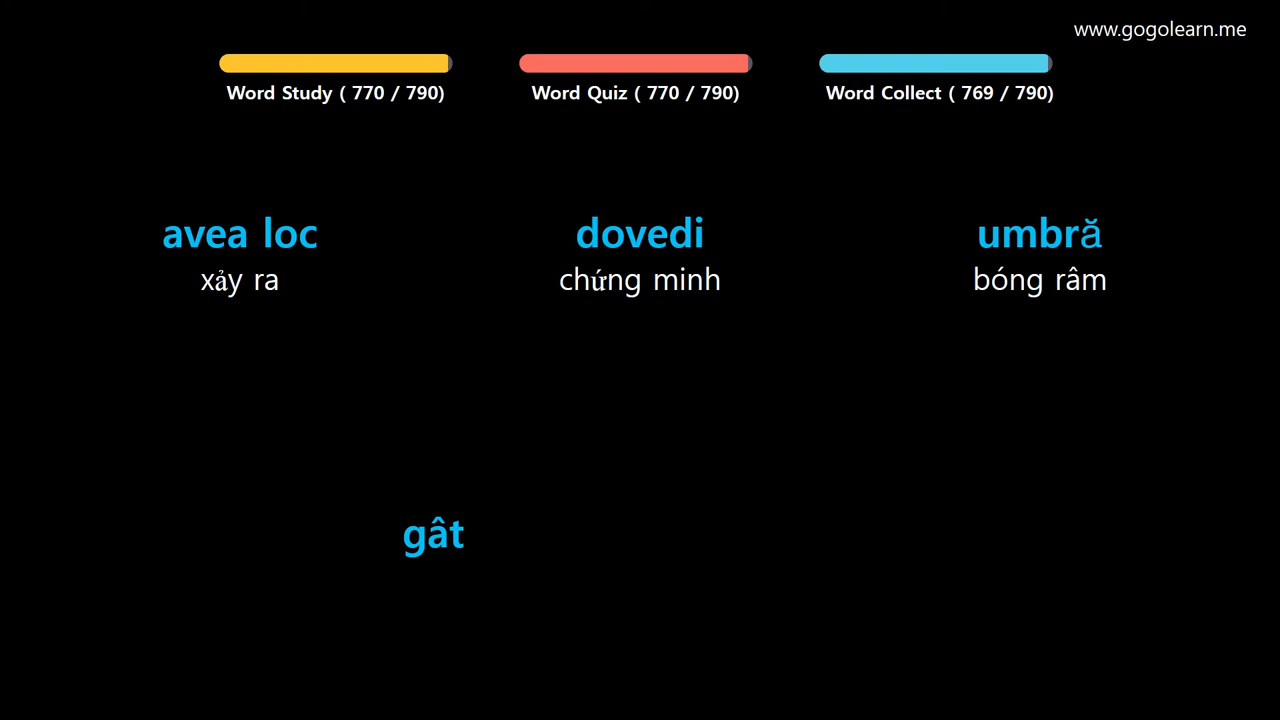 www.gogolearn.me
Word Study ( 770 / 790)
Word Quiz ( 770 / 790)
Word Collect ( 769 / 790)
avea loc
dovedi
umbră
xảy ra
chứng minh
bóng râm
gât